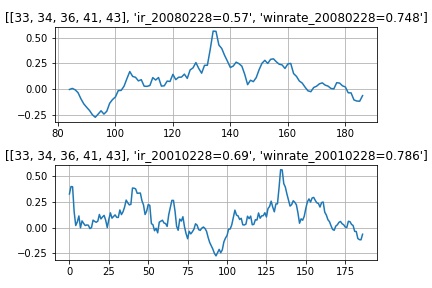 [[33, 34, 36, 41, 43], 'ir_20080228=0.57', 'winrate_20080228=0.748']
0.50
0.25
0.00
−0.25
80 100 120 140 160 180
[[33, 34, 36, 41, 43], 'ir_20010228=0.69', 'winrate_20010228=0.786']
0.50
0.25
0.00
−0.25
0 25 50 75 100 125 150 175